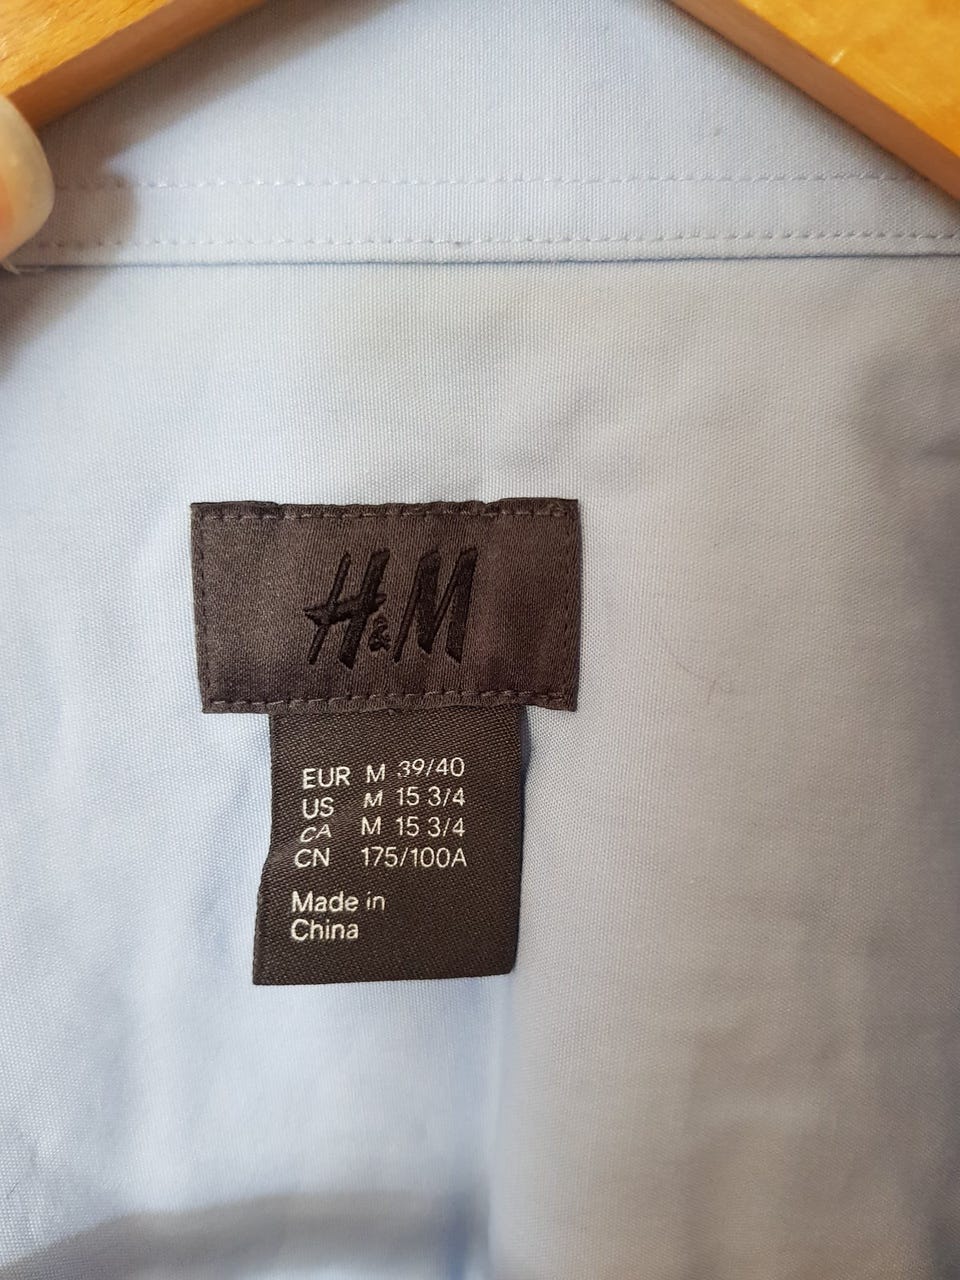 H&M
EUR M 39/40
US M 15 3/4
CA M 15 3/4
CN 175/100A
Made in
China